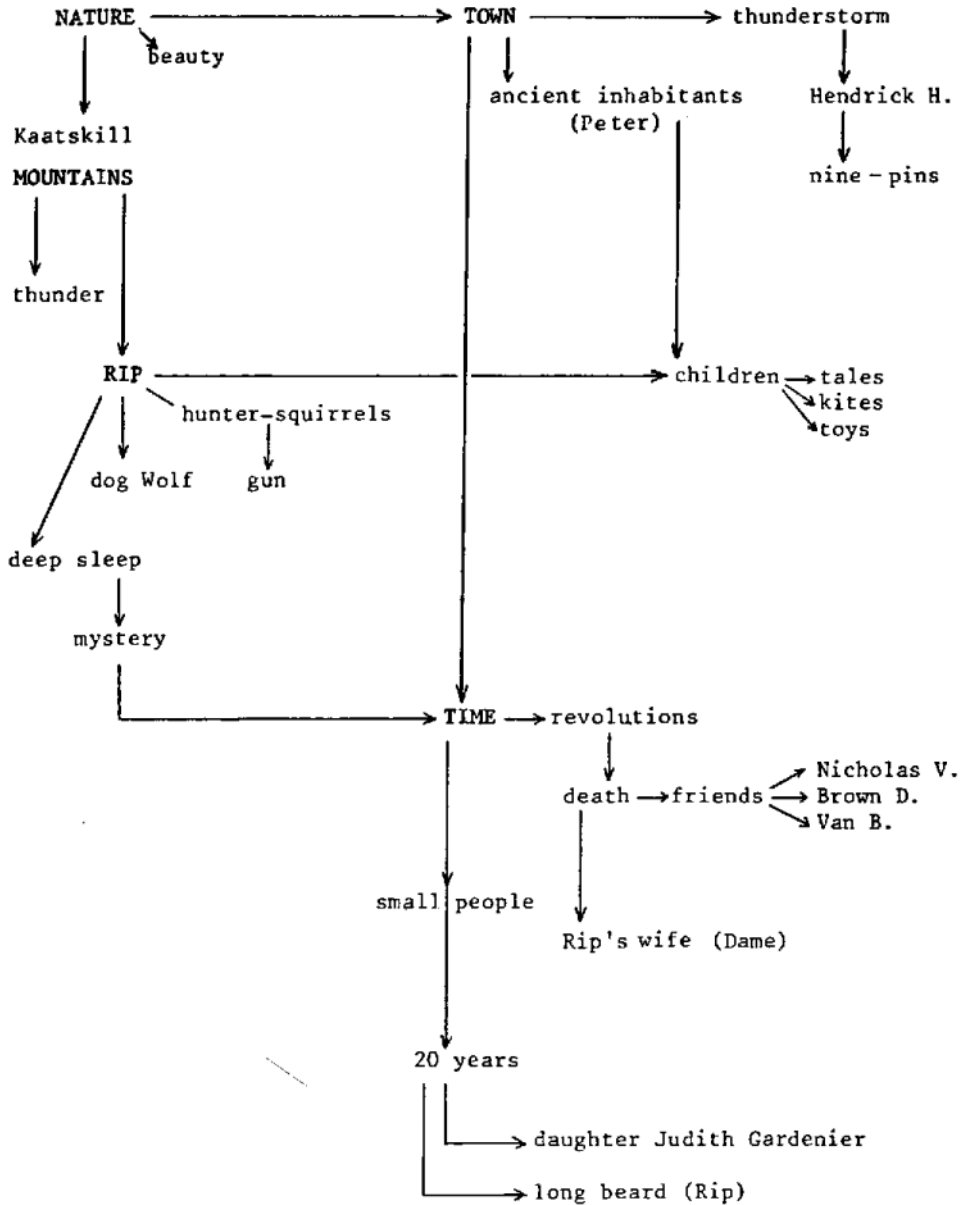 NATURE
TOWN
thunderstorm
beauty
ancient inhabitants
(Peter)
Hendrick H.
Kaatskill
MOUNTAINS
nine-pins
thunder
RIP
children
tales
kites
toys
hunter-squirrels
dog Wolf
gun
deep sleep
mystery
TIME
revolutions
death
friends
Nicholas V.
Brown D.
Van B.
small people
Rip's wife (Dame)
20 years
daughter Judith Gardenier
long beard (Rip)